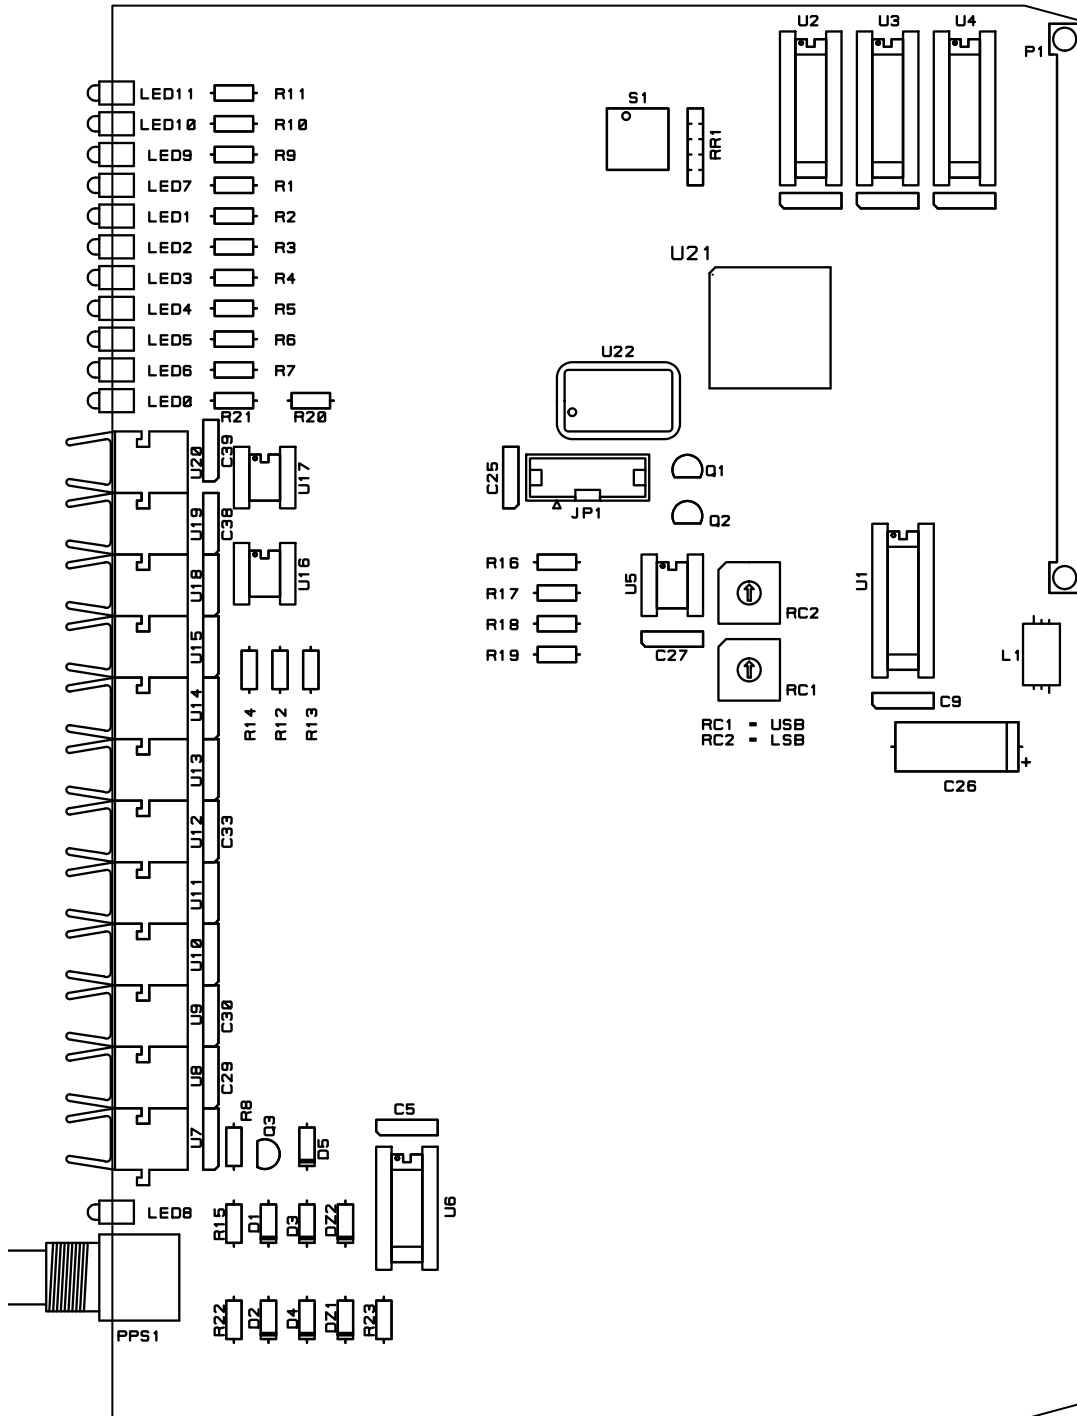 U2 U3 U4
P1
LED11 R11
S1
LED10 R10
RR1
LED9 R9
LED7 R1
LED1 R2
LED2 R3
U21
LED3 R4
LED4 R5
LED5 R6
U22
LED6 R7
LED0
R21 R20
U20 C39 U17
C25
Q1
JP1
Q2
U19 C38
R16
U18 U16
U5
U1
R17
RC2
R18
U15
R19
C27
L1
RC1
U14
C9
R14 R12 R13
RC1 = USB
RC2 = LSB
U13
C26
+
U12 C33
U11
U10
U9 C30
U8 C29
R8
C5
Q3
U7
D5
LED8
R15 D1 D3 DZ2
U6
R22 D2 D4 DZ1 R23
PPS1